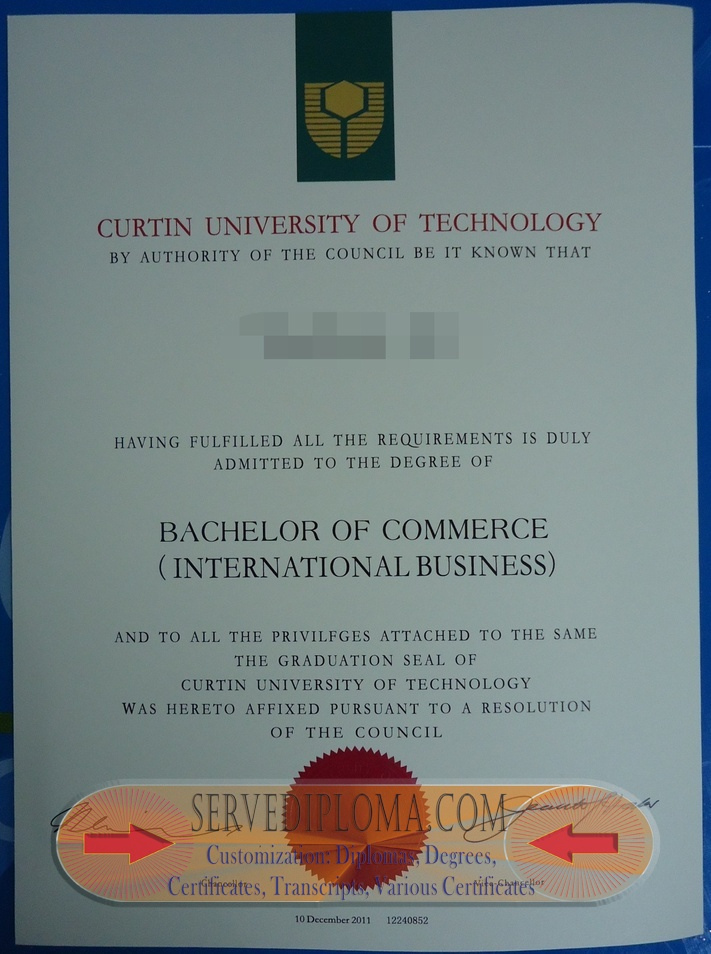 CURTIN UNIVERSITY OF TECHNOLOGY
BY AUTHORITY OF THE COUNCIL BE IT KNOWN THAT
HAVING FULFILLED ALL THE REQUIREMENTS IS DULY
ADMITTED TO THE DEGREE OF
BACHELOR OF COMMERCE
( INTERNATIONAL BUSINESS)
AND TO ALL THE PRIVILFGES ATTACHED TO THE SAME
THE GRADUATION SEAL OF
CURTIN UNIVERSITY OF TECHNOLOGY
WAS HERETO AFFIXED PURSUANT TO A RESOLUTION
OF THE COUNCIL
SERVEDIPLOMA.COM
Customization: Diplomas, Degrees,
Certificates, Transcripts, Various Certificates
Chancellor
Chancellor
10 December 2011 12240852